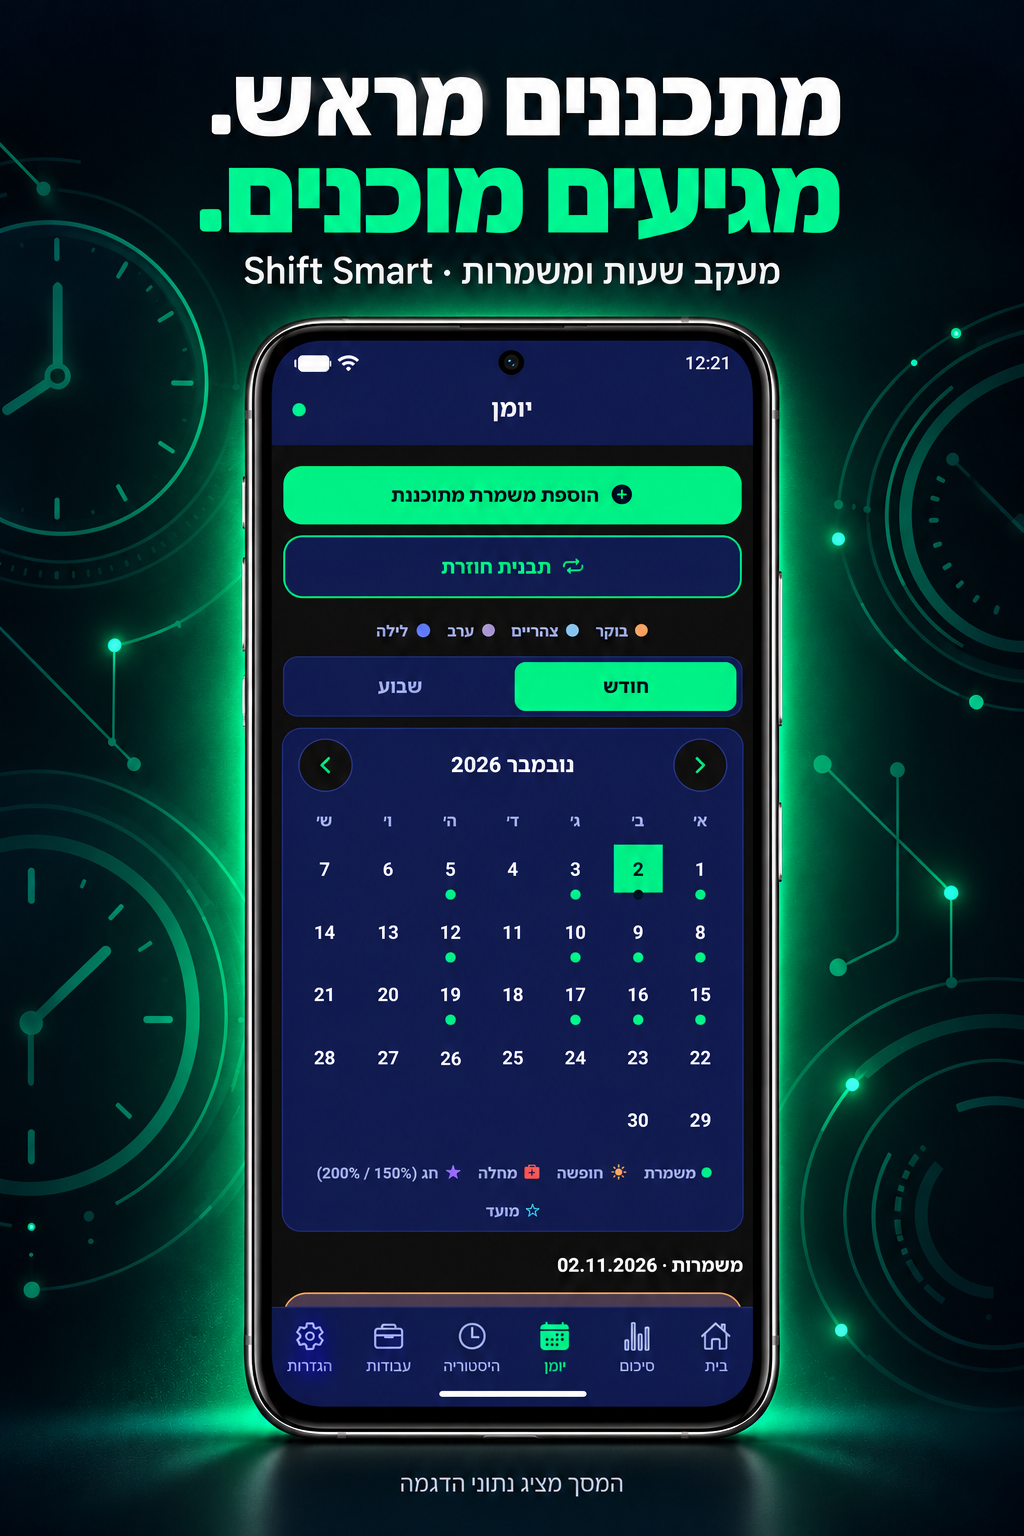 מתכננים מראש.
מגיעים מוכנים.
מעקב שעות ומשמרות · Shift Smart
12:21
יומן
הוספת משמרת מתוכננת
תבנית חוזרת
בוקר צהריים ערב לילה
חודש שבוע
נובמבר 2026
א׳ ב׳ ג׳ ד׳ ה׳ ו׳ ש׳
1 2 3 4 5 6 7
8 9 10 11 12 13 14
15 16 17 18 19 20 21
22 23 24 25 26 27 28
29 30
משמרת חופשה מחלה חג (150% / 200%)
מועד
משמרות · 02.11.2026
בית סיכום יומן היסטוריה עבודות הגדרות
המסך מציג נתוני הדגמה